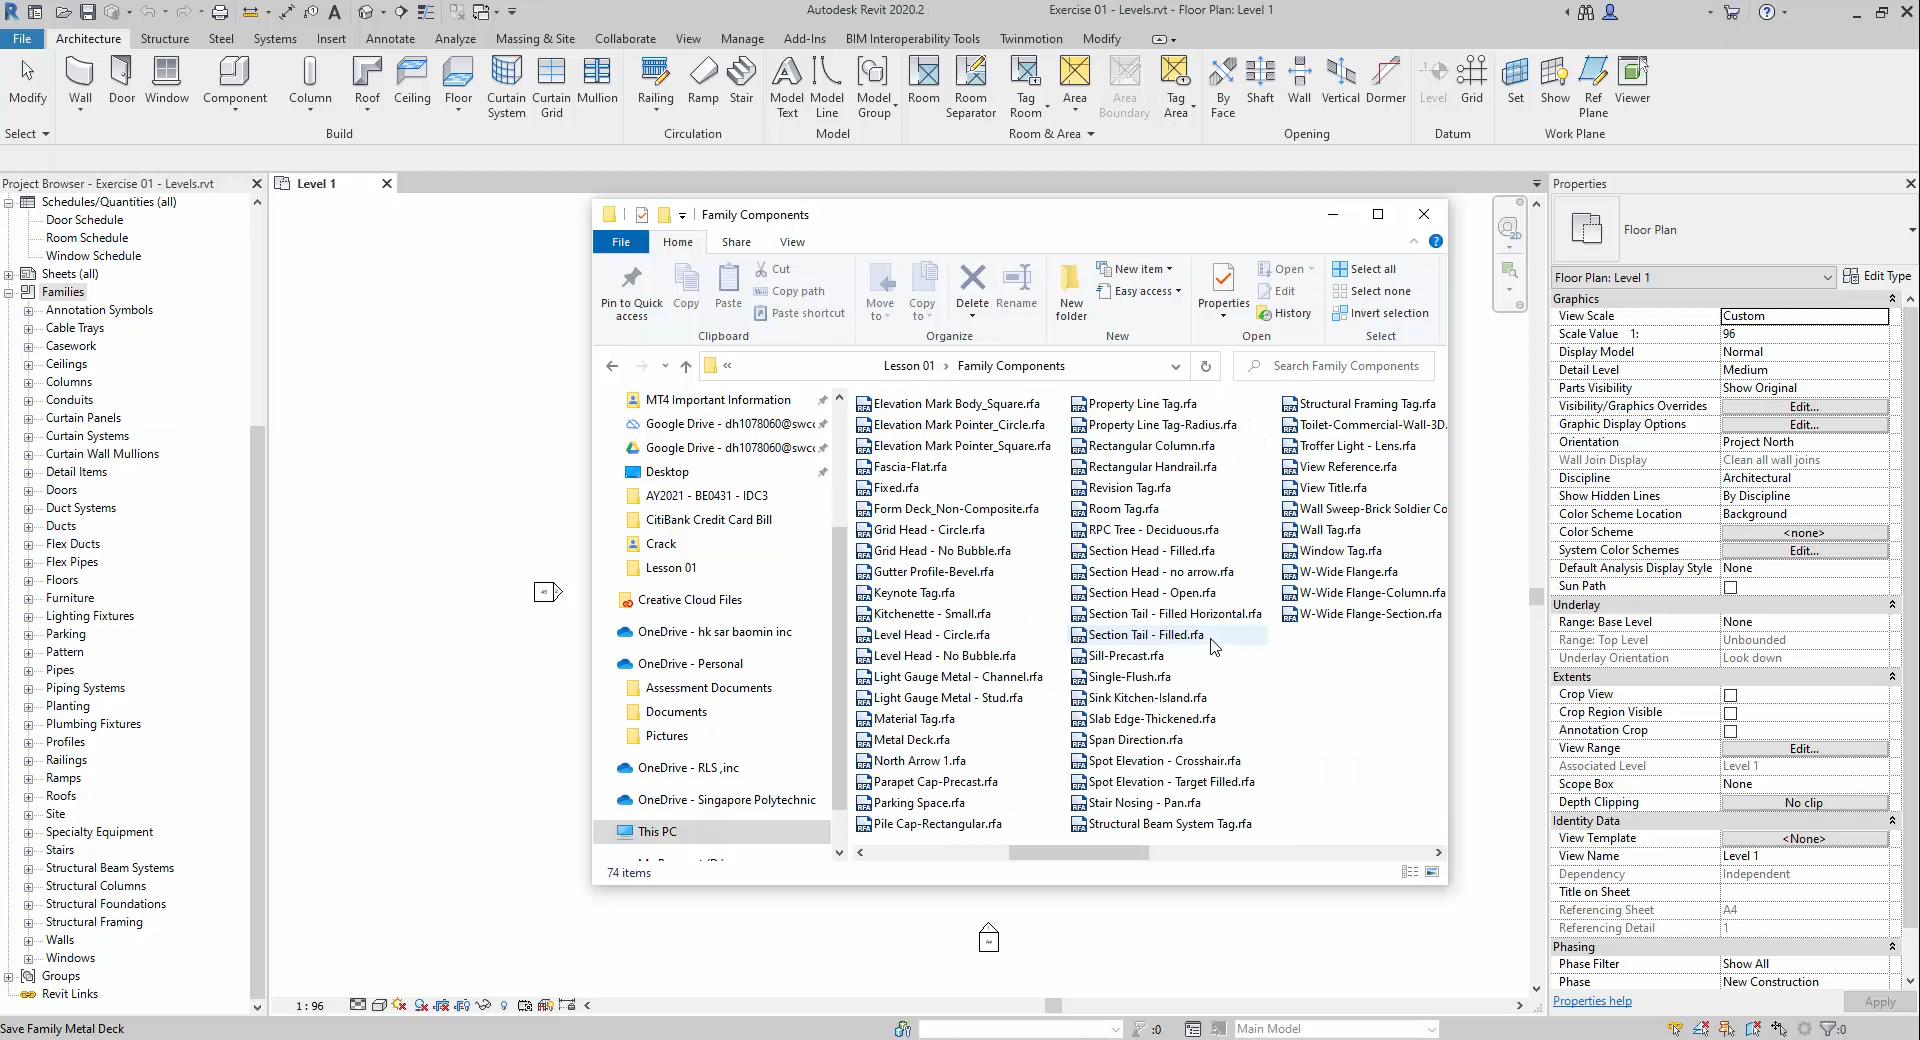 Autodesk Revit 2020.2
Exercise 01 - Levels.rvt - Floor Plan: Level 1
File Architecture Structure Steel Systems Insert Annotate Analyze Massing & Site Collaborate View Manage Add-Ins BIM Interoperability Tools Twinmotion Modify
Modify Wall Door Window Component Column Roof Ceiling Floor Curtain System Curtain Grid Mullion Railing Ramp Stair Model Text Model Line Model Group Room Room Separator Tag Room Area Area Boundary Tag Area By Face Shaft Wall Vertical Dormer Level Grid Set Show Ref Plane Viewer
Select Build Circulation Model Room & Area Opening Datum Work Plane
Project Browser - Exercise 01 - Levels.rvt
Schedules/Quantities (all)
Door Schedule
Room Schedule
Window Schedule
Sheets (all)
Families
Annotation Symbols
Cable Trays
Casework
Ceilings
Columns
Conduits
Curtain Panels
Curtain Systems
Curtain Wall Mullions
Detail Items
Doors
Duct Systems
Ducts
Flex Ducts
Flex Pipes
Floors
Furniture
Lighting Fixtures
Parking
Pattern
Pipes
Piping Systems
Planting
Plumbing Fixtures
Profiles
Railings
Ramps
Roofs
Site
Specialty Equipment
Stairs
Structural Beam Systems
Structural Columns
Structural Foundations
Structural Framing
Walls
Windows
Groups
Revit Links
Level 1
Family Components
File Home Share View
Pin to Quick access
Copy
Paste
Cut
Copy path
Paste shortcut
Clipboard
Move to
Copy to
Delete
Rename
Organize
New folder
New item
Easy access
New
Properties
Open
Edit
History
Open
Select all
Select none
Invert selection
Select
« Lesson 01 › Family Components
Search Family Components
MT4 Important Information
Google Drive - dh1078060@swcc
Google Drive - dh1078060@swcc
Desktop
AY2021 - BE0431 - IDC3
CitiBank Credit Card Bill
Crack
Lesson 01
Creative Cloud Files
OneDrive - hk sar baomin inc
OneDrive - Personal
Assessment Documents
Documents
Pictures
OneDrive - RLS ,inc
OneDrive - Singapore Polytechnic
This PC
Elevation Mark Body_Square.rfa
Elevation Mark Pointer_Circle.rfa
Elevation Mark Pointer_Square.rfa
Fascia-Flat.rfa
Fixed.rfa
Form Deck_Non-Composite.rfa
Grid Head - Circle.rfa
Grid Head - No Bubble.rfa
Gutter Profile-Bevel.rfa
Keynote Tag.rfa
Kitchenette - Small.rfa
Level Head - Circle.rfa
Level Head - No Bubble.rfa
Light Gauge Metal - Channel.rfa
Light Gauge Metal - Stud.rfa
Material Tag.rfa
Metal Deck.rfa
North Arrow 1.rfa
Parapet Cap-Precast.rfa
Parking Space.rfa
Pile Cap-Rectangular.rfa
Property Line Tag.rfa
Property Line Tag-Radius.rfa
Rectangular Column.rfa
Rectangular Handrail.rfa
Revision Tag.rfa
Room Tag.rfa
RPC Tree - Deciduous.rfa
Section Head - Filled.rfa
Section Head - no arrow.rfa
Section Head - Open.rfa
Section Tail - Filled Horizontal.rfa
Section Tail - Filled.rfa
Sill-Precast.rfa
Single-Flush.rfa
Sink Kitchen-Island.rfa
Slab Edge-Thickened.rfa
Span Direction.rfa
Spot Elevation - Crosshair.rfa
Spot Elevation - Target Filled.rfa
Stair Nosing - Pan.rfa
Structural Beam System Tag.rfa
Structural Framing Tag.rfa
Toilet-Commercial-Wall-3D.
Troffer Light - Lens.rfa
View Reference.rfa
View Title.rfa
Wall Sweep-Brick Soldier Co
Wall Tag.rfa
Window Tag.rfa
W-Wide Flange.rfa
W-Wide Flange-Column.rfa
W-Wide Flange-Section.rfa
74 items
Properties
Floor Plan
Floor Plan: Level 1
Edit Type
Graphics
View Scale Custom
Scale Value 1: 96
Display Model Normal
Detail Level Medium
Parts Visibility Show Original
Visibility/Graphics Overrides Edit...
Graphic Display Options Edit...
Orientation Project North
Wall Join Display Clean all wall joins
Discipline Architectural
Show Hidden Lines By Discipline
Color Scheme Location Background
Color Scheme <none>
System Color Schemes Edit...
Default Analysis Display Style None
Sun Path
Underlay
Range: Base Level None
Range: Top Level Unbounded
Underlay Orientation Look down
Extents
Crop View
Crop Region Visible
Annotation Crop
View Range Edit...
Associated Level Level 1
Scope Box None
Depth Clipping No clip
Identity Data
View Template <None>
View Name Level 1
Dependency Independent
Title on Sheet
Referencing Sheet A4
Referencing Detail 1
Phasing
Phase Filter Show All
Phase New Construction
Properties help
Apply
1 : 96
Save Family Metal Deck
:0
Main Model
:0